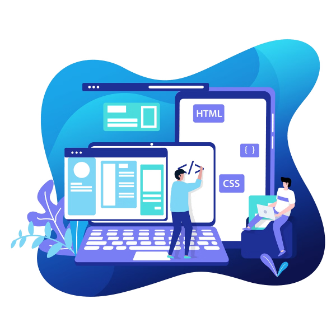 HTML
{ }
</>
CSS